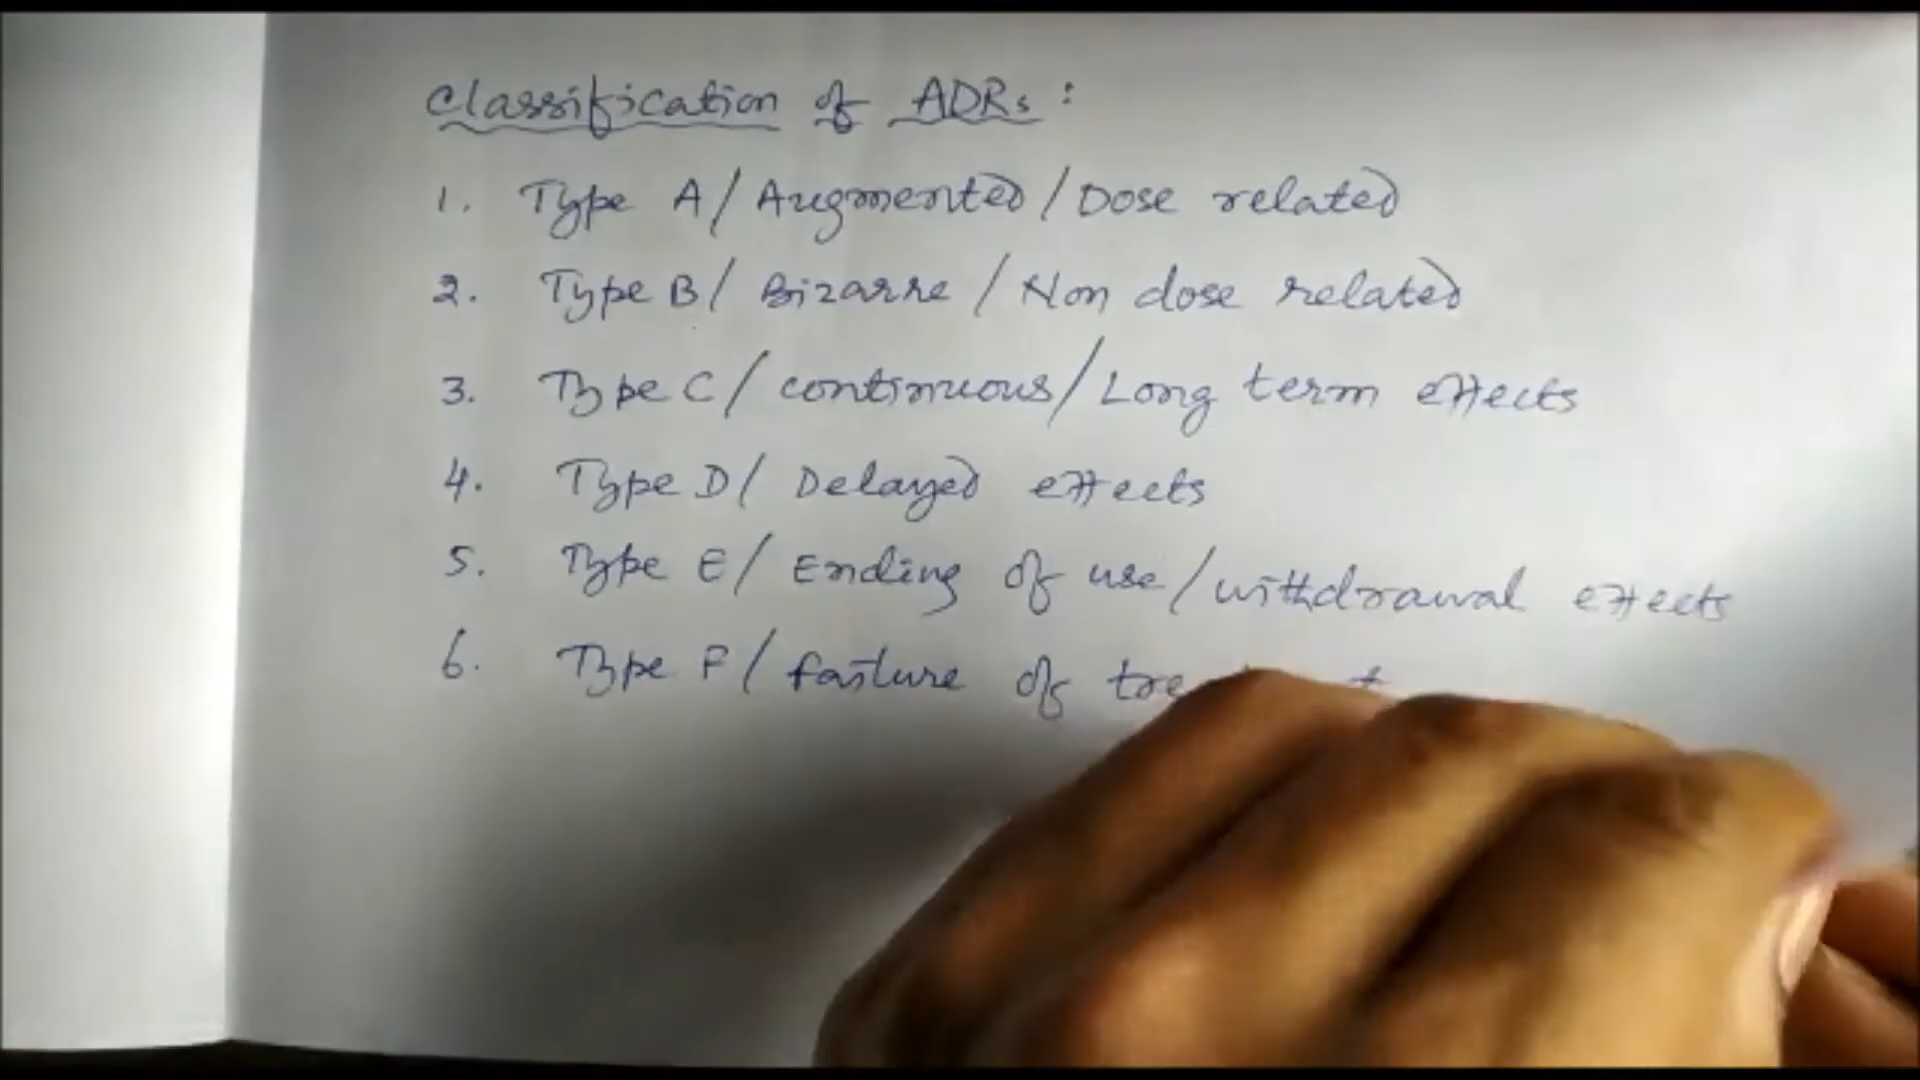 Classification of ADRs :
1. Type A / Augmented / Dose related
2. Type B / Bizarre / Non dose related
3. Type C / continuous / Long term effects
4. Type D / Delayed effects
5. Type E / Ending of use / withdrawal effects
6. Type F / failure of